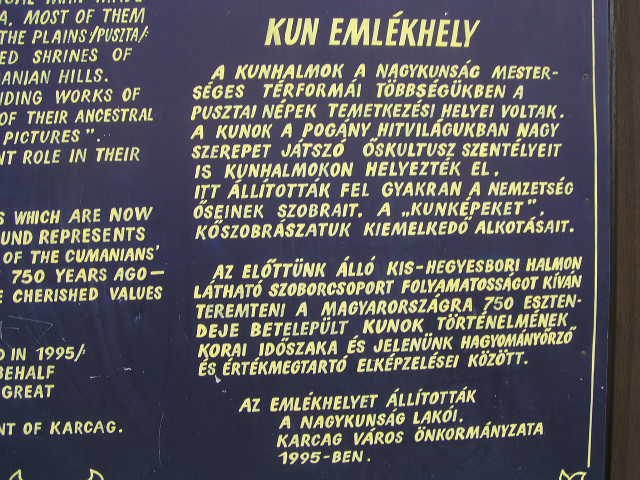 A, MOST OF THEM
THE PLAINS/PUSZTA/:
ED SHRINES OF
ANIAN HILLS.
DING WORKS OF
OF THEIR ANCESTRAL
PICTURES".
NT ROLE IN THEIR
S WHICH ARE NOW
UND REPRESENTS
OF THE CUMANIANS'
750 YEARS AGO—
E CHERISHED VALUES
D IN 1995/:
BEHALF
GREAT
NT OF KARCAG.
KUN EMLÉKHELY
A KUNHALMOK A NAGYKUNSÁG MESTER-
SÉGES TÉRFORMÁI TÖBBSÉGÜKBEN A
PUSZTAI NÉPEK TEMETKEZÉSI HELYEI VOLTAK.
A KUNOK A POGÁNY HITVILÁGUKBAN NAGY
SZEREPET JÁTSZÓ ŐSKULTUSZ SZENTÉLYEIT
IS KUNHALMOKON HELYEZTÉK EL.
ITT ÁLLÍTOTTÁK FEL GYAKRAN A NEMZETSÉG
ŐSEINEK SZOBRAIT. A „KUNKÉPEKET",
KŐSZOBRÁSZATUK KIEMELKEDŐ ALKOTÁSAIT.
AZ ELŐTTÜNK ÁLLÓ KIS-HEGYESBORI HALMON
LÁTHATÓ SZOBORCSOPORT FOLYAMATOSSÁGOT KÍVÁN
TEREMTENI A MAGYARORSZÁGRA 750 ESZTEN-
DEJE BETELEPÜLT KUNOK TÖRTÉNELMÉNEK
KORAI IDŐSZAKA ÉS JELENÜNK HAGYOMÁNYŐRZŐ
ÉS ÉRTÉKMEGTARTÓ ELKÉPZELÉSEI KÖZÖTT.
AZ EMLÉKHELYET ÁLLÍTOTTÁK
A NAGYKUNSÁG LAKÓI.
KARCAG VÁROS ÖNKORMÁNYZATA
1995-BEN.